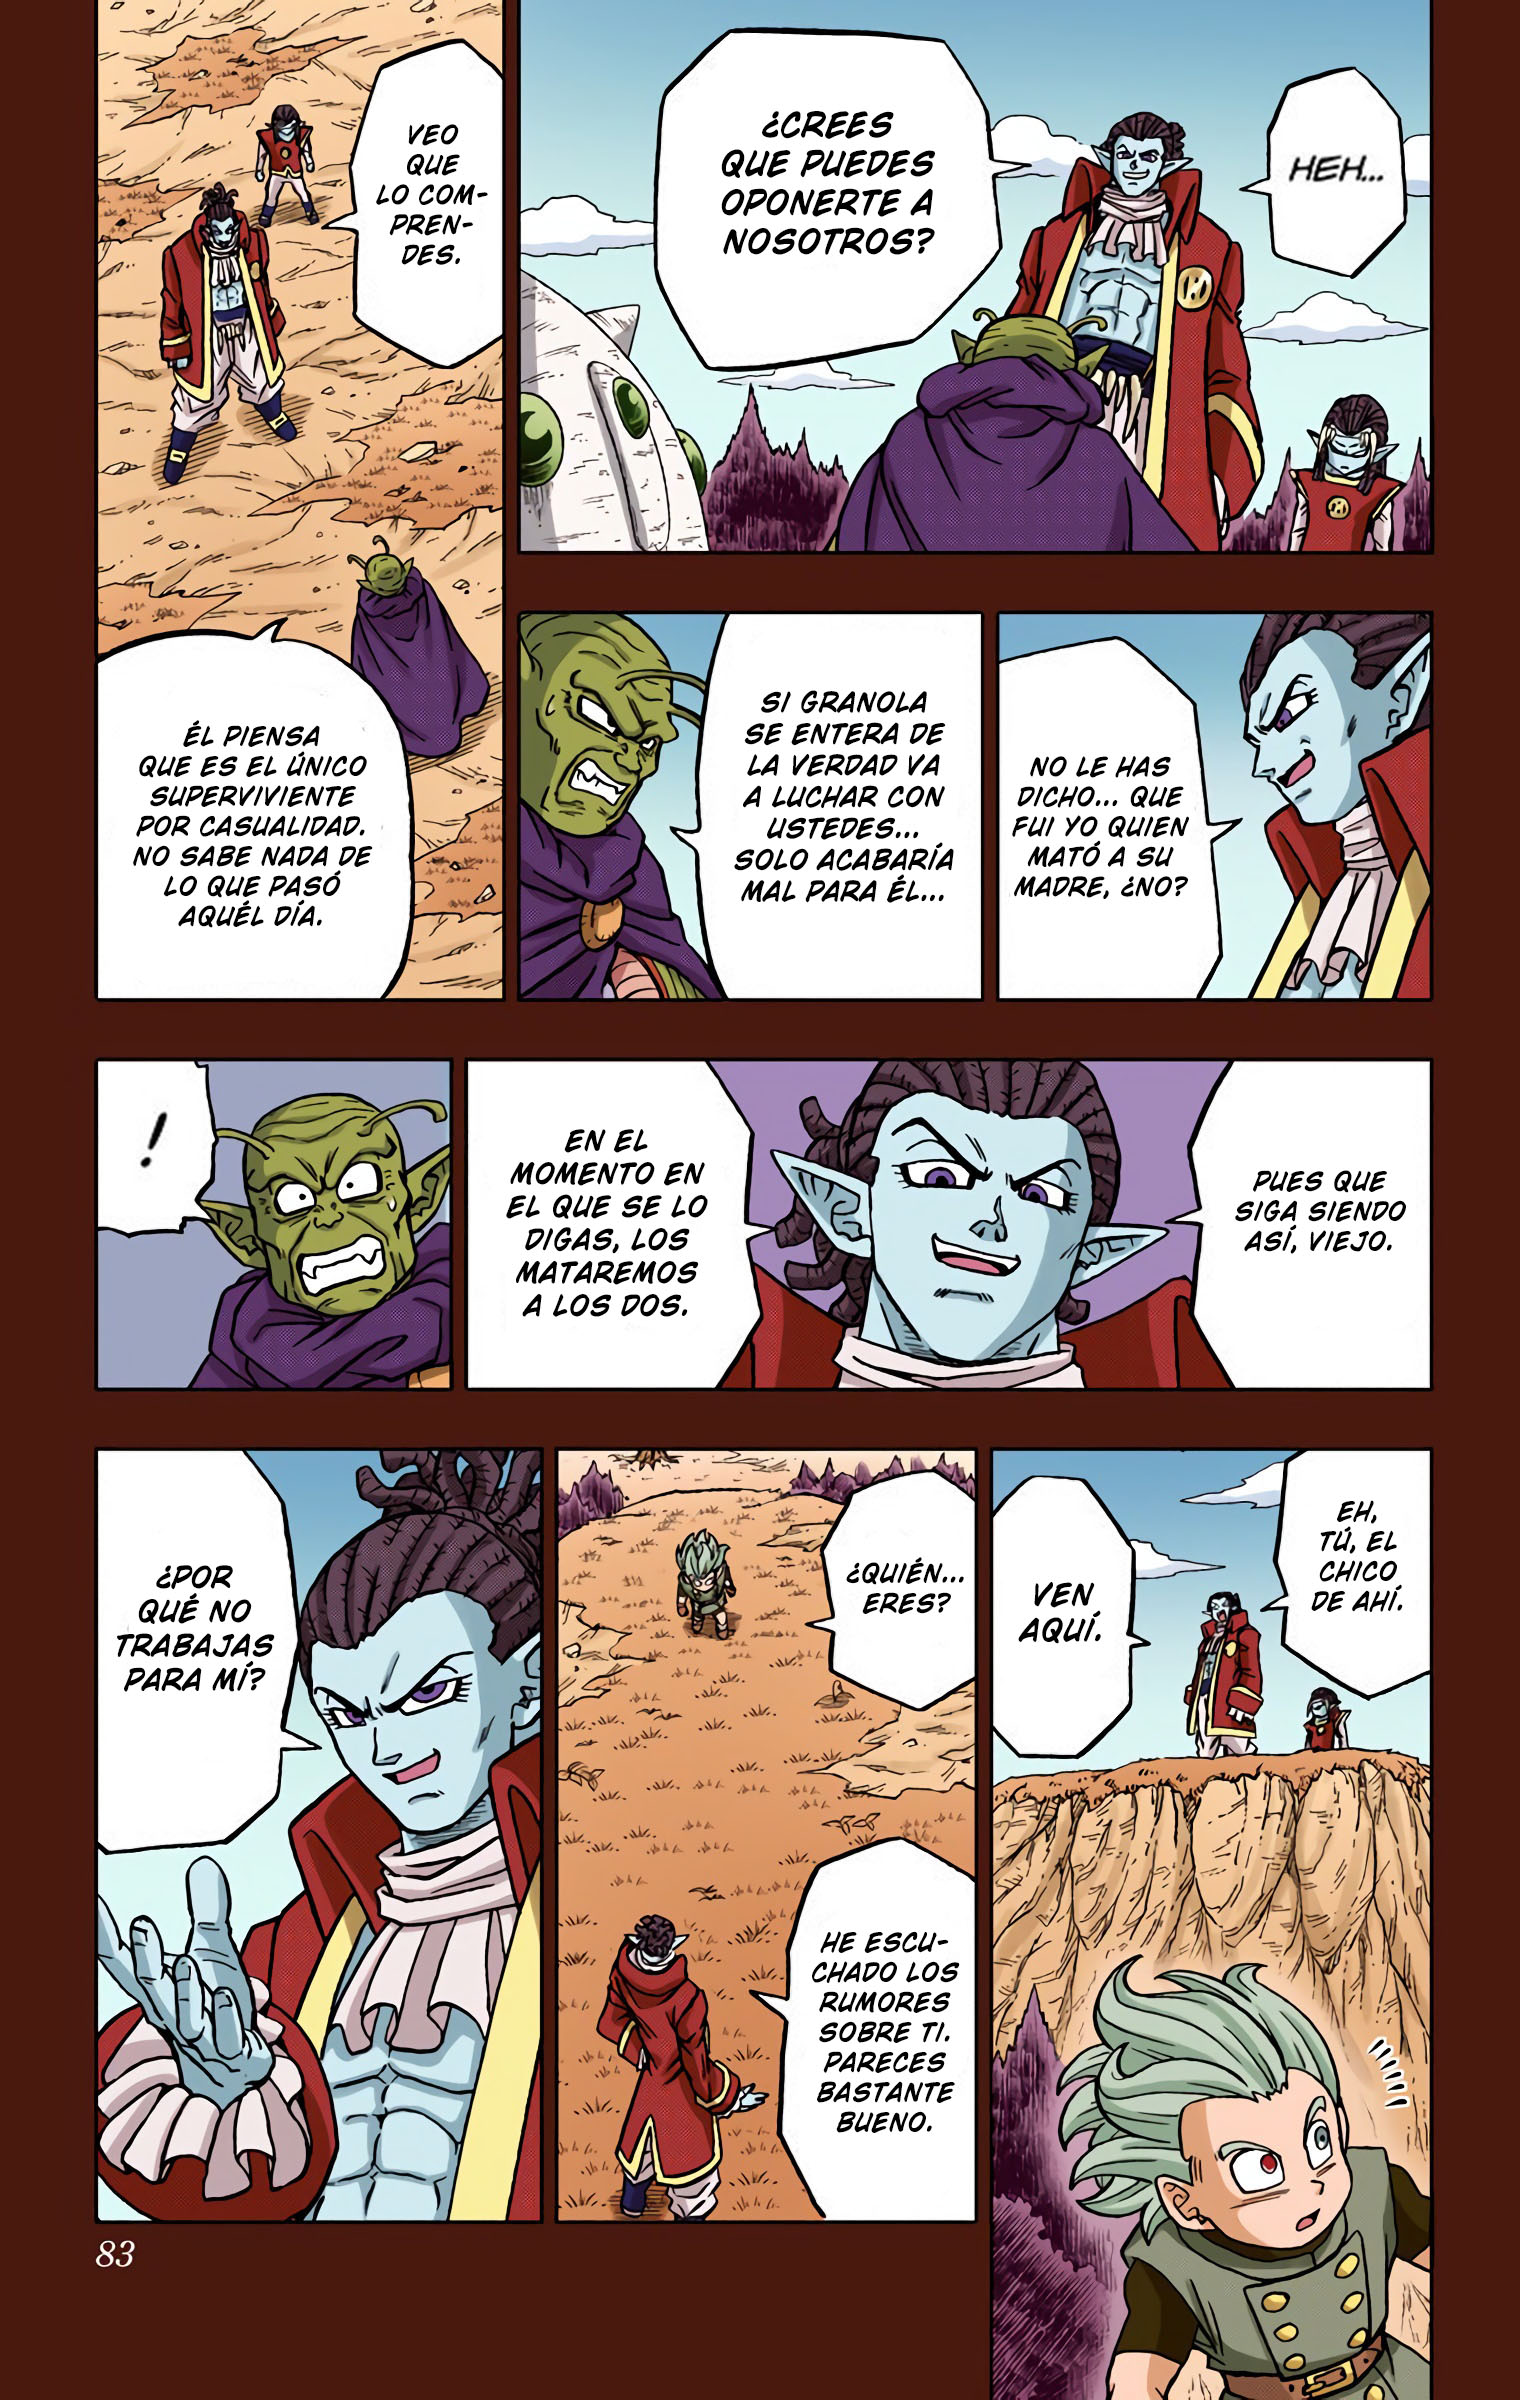 HEH...
¿CREES
QUE PUEDES
OPONERTE A
NOSOTROS?
VEO
QUE
LO COM-
PREN-
DES.
NO LE HAS
DICHO... QUE
FUI YO QUIEN
MATÓ A SU
MADRE, ¿NO?
SI GRANOLA
SE ENTERA DE
LA VERDAD VA
A LUCHAR CON
USTEDES...
SOLO ACABARÍA
MAL PARA ÉL...
ÉL PIENSA
QUE ES EL ÚNICO
SUPERVIVIENTE
POR CASUALIDAD.
NO SABE NADA DE
LO QUE PASÓ
AQUÉL DÍA.
PUES QUE
SIGA SIENDO
ASÍ, VIEJO.
EN EL
MOMENTO EN
EL QUE SE LO
DIGAS, LOS
MATAREMOS
A LOS DOS.
!
EH,
TÚ, EL
CHICO
DE AHÍ.
VEN
AQUÍ.
¿QUIÉN...
ERES?
HE ESCU-
CHADO LOS
RUMORES
SOBRE TI.
PARECES
BASTANTE
BUENO.
¿POR
QUÉ NO
TRABAJAS
PARA MÍ?
83